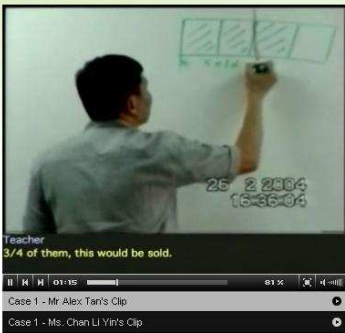 sold
26 2 2004
16:36:04
Teacher
3/4 of them, this would be sold.
01:15
81%
Case 1 - Mr Alex Tan's Clip
Case 1 - Ms. Chan Li Yin's Clip